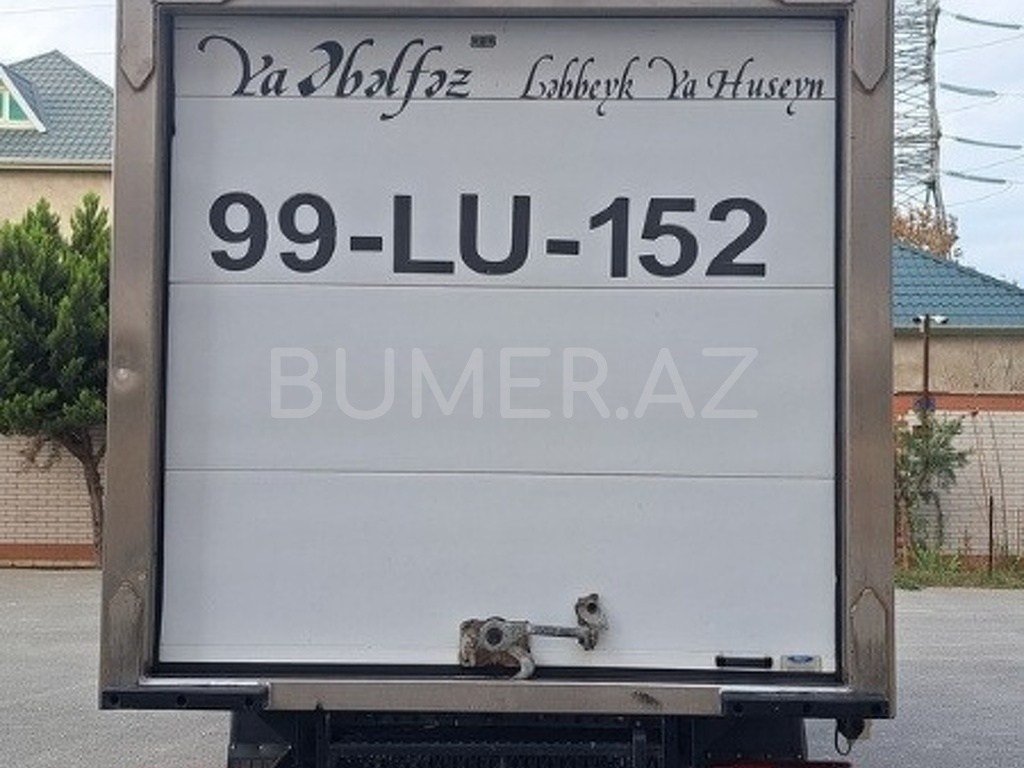 Ya Əbəlfəz Ləbbeyk Ya Huseyn
99-LU-152
BUMER.AZ